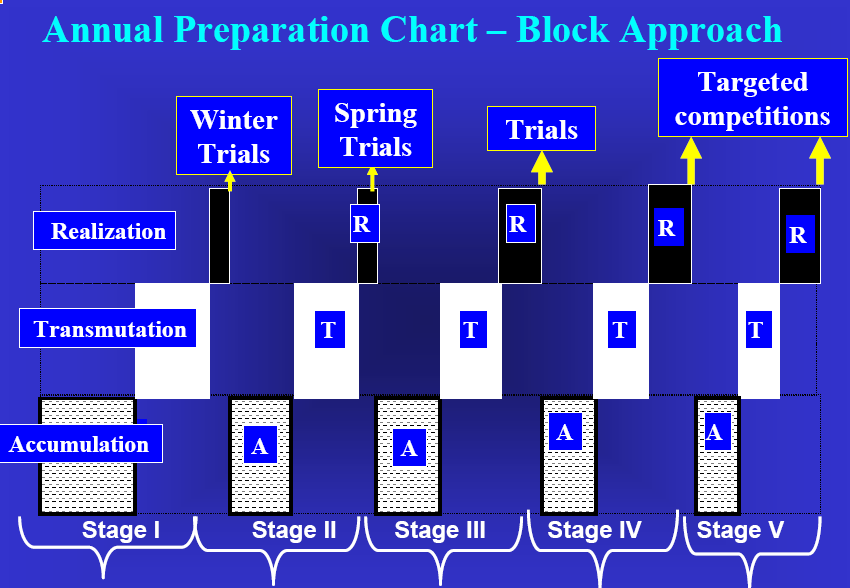 Annual Preparation Chart – Block Approach
Targeted
competitions
Winter
Trials
Spring
Trials
Trials
Realization
R
R
R
R
Transmutation
T
T
T
T
Accumulation
A
A
A
A
Stage I
Stage II
Stage III
Stage IV
Stage V